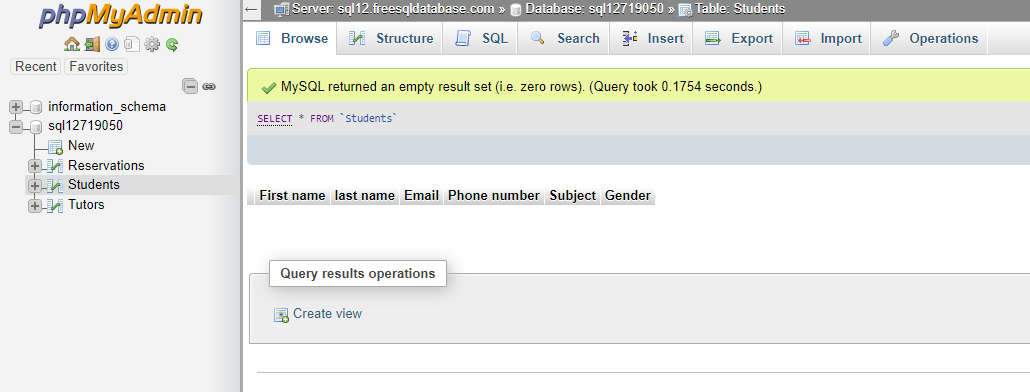 phpMyAdmin
Recent Favorites
information_schema
sql12719050
New
Reservations
Students
Tutors
Server: sql12.freesqldatabase.com » Database: sql12719050 » Table: Students
Browse Structure SQL Search Insert Export Import Operations
MySQL returned an empty result set (i.e. zero rows). (Query took 0.1754 seconds.)
SELECT * FROM `Students`
First name last name Email Phone number Subject Gender
Query results operations
Create view